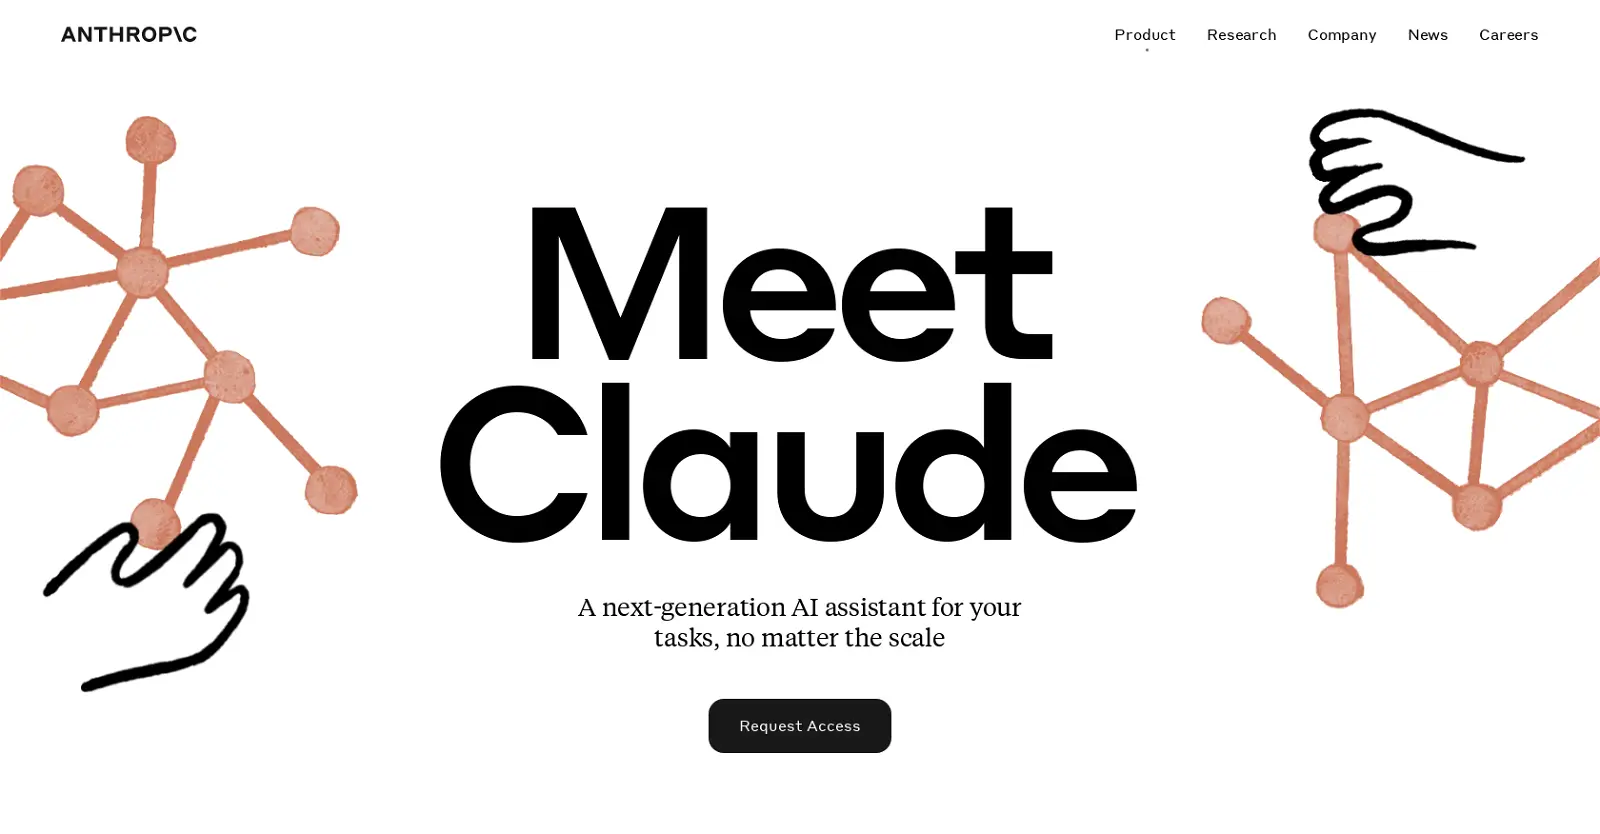 ANTHROP\C
Product Research Company News Careers
Meet
Claude
A next-generation AI assistant for your
tasks, no matter the scale
Request Access